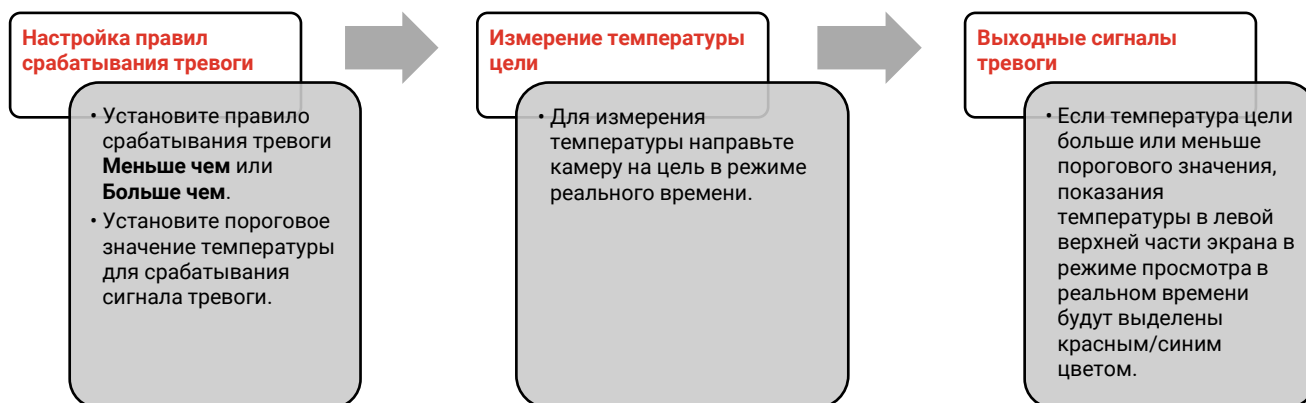 Настройка правил
срабатывания тревоги
• Установите правило
срабатывания тревоги
Меньше чем или
Больше чем.
• Установите пороговое
значение температуры
для срабатывания
сигнала тревоги.
Измерение температуры
цели
• Для измерения
температуры направьте
камеру на цель в режиме
реального времени.
Выходные сигналы
тревоги
• Если температура цели
больше или меньше
порогового значения,
показания
температуры в левой
верхней части экрана в
режиме просмотра в
реальном времени
будут выделены
красным/синим
цветом.